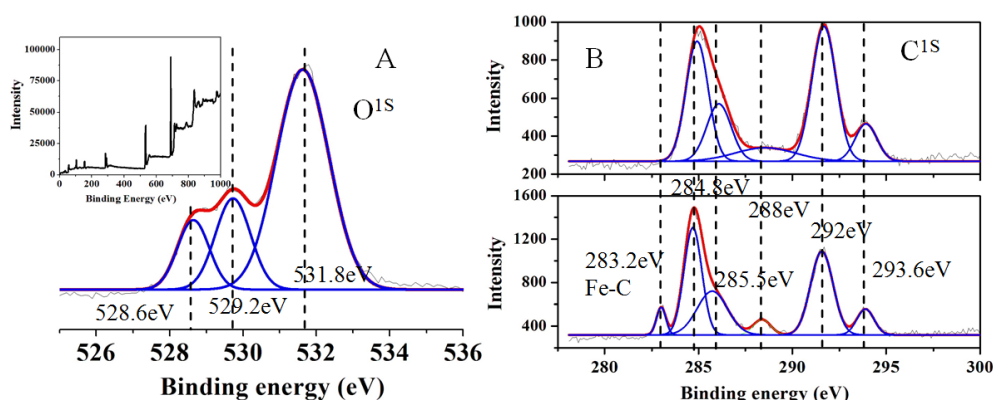 A
O1S
Intensity
100000
75000
50000
25000
0
0 200 400 600 800 1000
Binding Energy (eV)
Intensity
528.6eV
529.2eV
531.8eV
526 528 530 532 534 536
Binding energy (eV)
B
C1S
Intensity
1000
800
600
400
200
284.8eV
288eV
292eV
283.2eV
Fe-C
285.5eV
293.6eV
Intensity
1600
1200
800
400
280 285 290 295 300
Binding energy (eV)